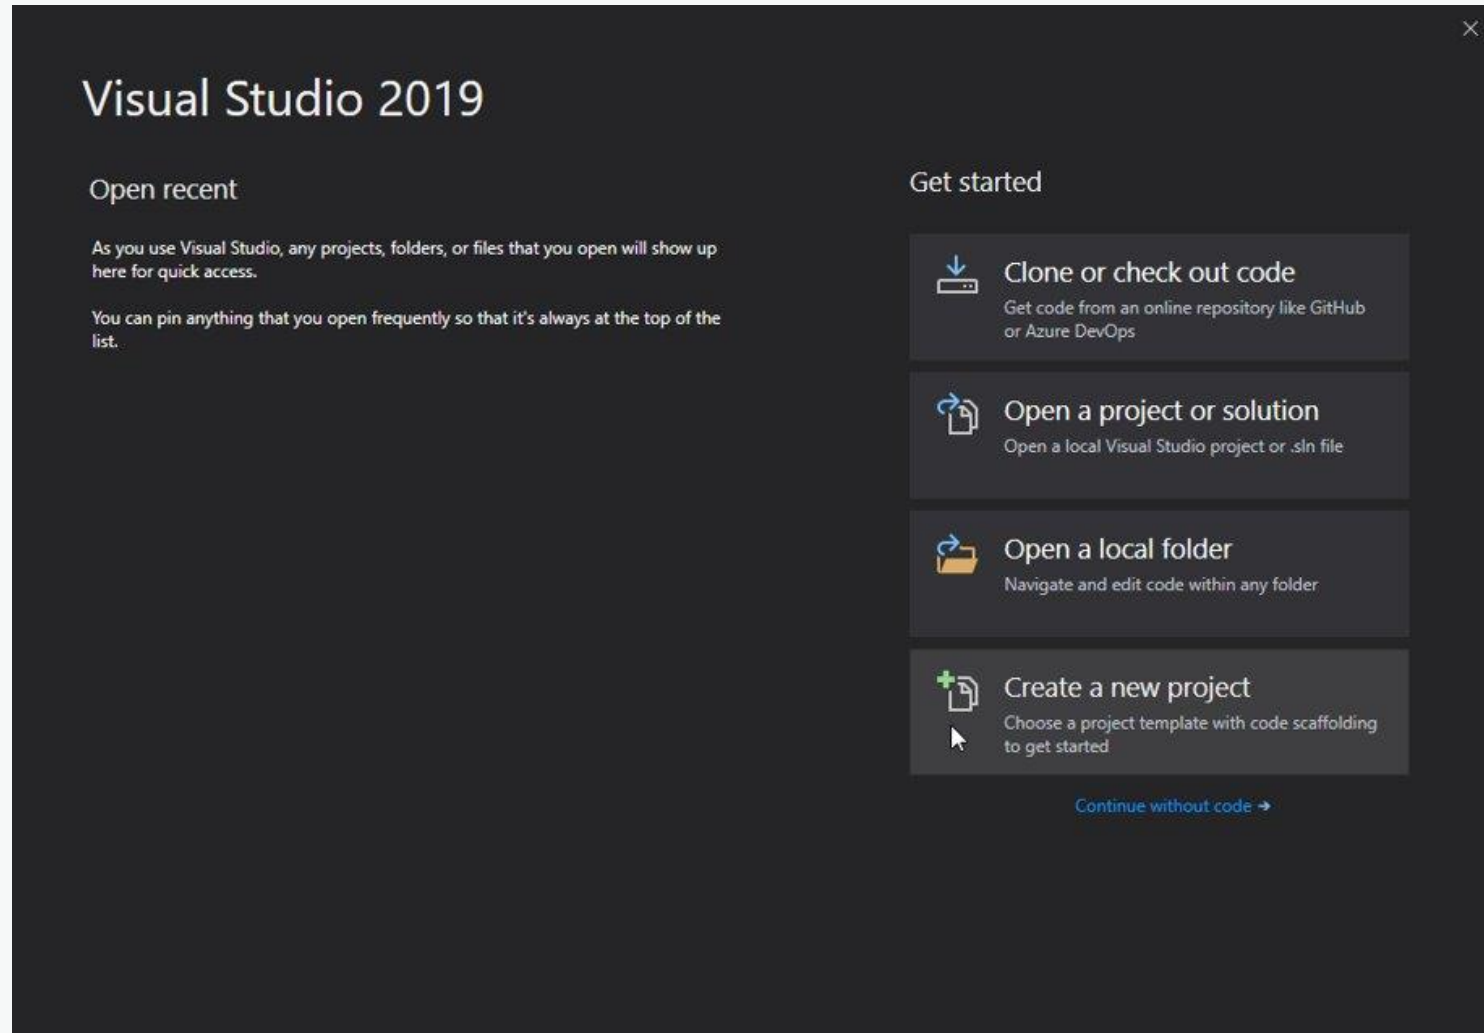 Visual Studio 2019
Open recent
As you use Visual Studio, any projects, folders, or files that you open will show up
here for quick access.
You can pin anything that you open frequently so that it's always at the top of the
list.
Get started
Clone or check out code
Get code from an online repository like GitHub
or Azure DevOps
Open a project or solution
Open a local Visual Studio project or .sln file
Open a local folder
Navigate and edit code within any folder
Create a new project
Choose a project template with code scaffolding
to get started
Continue without code →